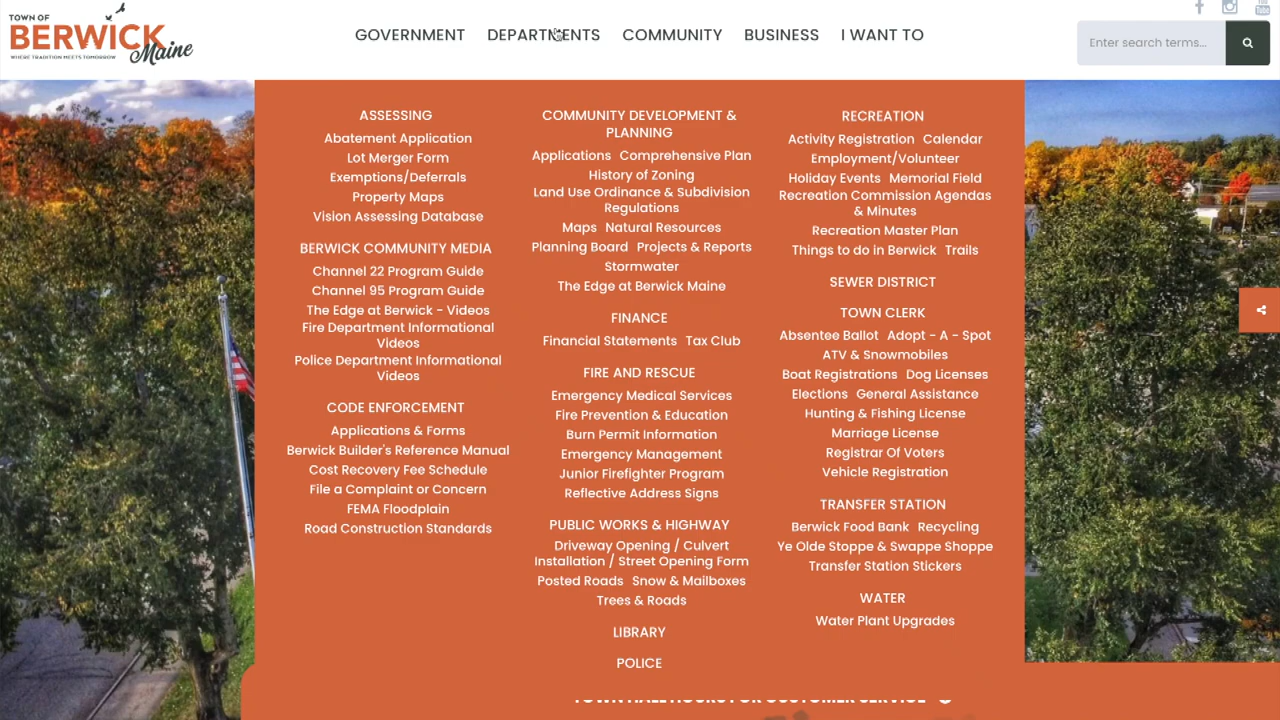 TOWN OF
BERWICK
Maine
WHERE TRADITION MEETS TOMORROW
GOVERNMENT DEPARTMENTS COMMUNITY BUSINESS I WANT TO
Enter search terms...
ASSESSING
Abatement Application
Lot Merger Form
Exemptions/Deferrals
Property Maps
Vision Assessing Database
BERWICK COMMUNITY MEDIA
Channel 22 Program Guide
Channel 95 Program Guide
The Edge at Berwick - Videos
Fire Department Informational
Videos
Police Department Informational
Videos
CODE ENFORCEMENT
Applications & Forms
Berwick Builder's Reference Manual
Cost Recovery Fee Schedule
File a Complaint or Concern
FEMA Floodplain
Road Construction Standards
COMMUNITY DEVELOPMENT &
PLANNING
Applications Comprehensive Plan
History of Zoning
Land Use Ordinance & Subdivision
Regulations
Maps Natural Resources
Planning Board Projects & Reports
Stormwater
The Edge at Berwick Maine
FINANCE
Financial Statements Tax Club
FIRE AND RESCUE
Emergency Medical Services
Fire Prevention & Education
Burn Permit Information
Emergency Management
Junior Firefighter Program
Reflective Address Signs
PUBLIC WORKS & HIGHWAY
Driveway Opening / Culvert
Installation / Street Opening Form
Posted Roads Snow & Mailboxes
Trees & Roads
LIBRARY
POLICE
RECREATION
Activity Registration Calendar
Employment/Volunteer
Holiday Events Memorial Field
Recreation Commission Agendas
& Minutes
Recreation Master Plan
Things to do in Berwick Trails
SEWER DISTRICT
TOWN CLERK
Absentee Ballot Adopt - A - Spot
ATV & Snowmobiles
Boat Registrations Dog Licenses
Elections General Assistance
Hunting & Fishing License
Marriage License
Registrar Of Voters
Vehicle Registration
TRANSFER STATION
Berwick Food Bank Recycling
Ye Olde Stoppe & Swappe Shoppe
Transfer Station Stickers
WATER
Water Plant Upgrades
TOWN HALL HOURS FOR CUSTOMER SERVICE